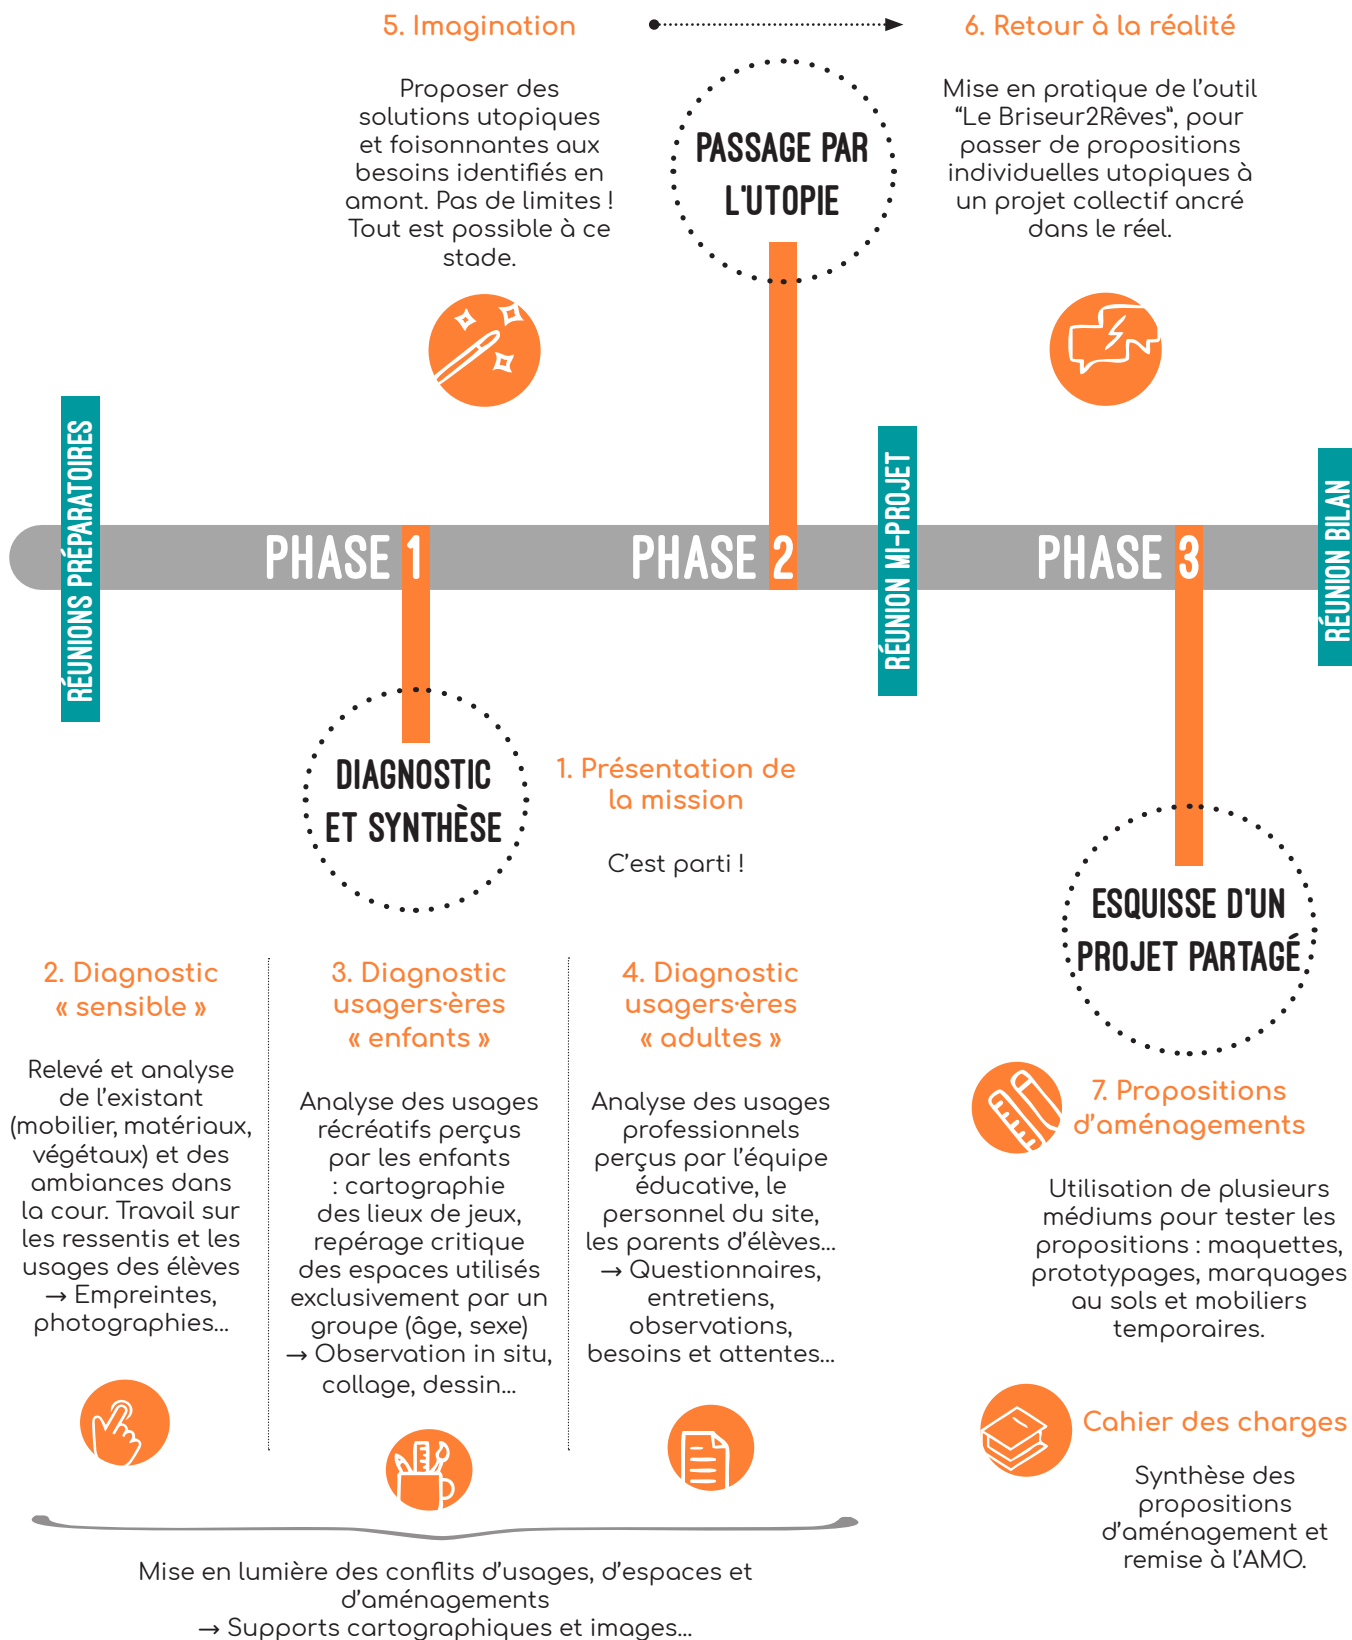 5. Imagination
Proposer des
solutions utopiques
et foisonnantes aux
besoins identifiés en
amont. Pas de limites !
Tout est possible à ce
stade.
PASSAGE PAR
L'UTOPIE
6. Retour à la réalité
Mise en pratique de l’outil
“Le Briseur2Rêves”, pour
passer de propositions
individuelles utopiques à
un projet collectif ancré
dans le réel.
RÉUNIONS PRÉPARATOIRES
PHASE 1
PHASE 2
RÉUNION MI-PROJET
PHASE 3
RÉUNION BILAN
DIAGNOSTIC
ET SYNTHÈSE
1. Présentation de
la mission
C’est parti !
ESQUISSE D'UN
PROJET PARTAGÉ
2. Diagnostic
« sensible »
Relevé et analyse
de l’existant
(mobilier, matériaux,
végétaux) et des
ambiances dans
la cour. Travail sur
les ressentis et les
usages des élèves
→ Empreintes,
photographies...
3. Diagnostic
usagers·ères
« enfants »
Analyse des usages
récréatifs perçus
par les enfants
: cartographie
des lieux de jeux,
repérage critique
des espaces utilisés
exclusivement par un
groupe (âge, sexe)
→ Observation in situ,
collage, dessin...
4. Diagnostic
usagers·ères
« adultes »
Analyse des usages
professionnels
perçus par l’équipe
éducative, le
personnel du site,
les parents d’élèves...
→ Questionnaires,
entretiens,
observations,
besoins et attentes...
7. Propositions
d’aménagements
Utilisation de plusieurs
médiums pour tester les
propositions : maquettes,
prototypages, marquages
au sols et mobiliers
temporaires.
Cahier des charges
Synthèse des
propositions
d’aménagement et
remise à l’AMO.
Mise en lumière des conflits d’usages, d’espaces et
d’aménagements
→ Supports cartographiques et images...